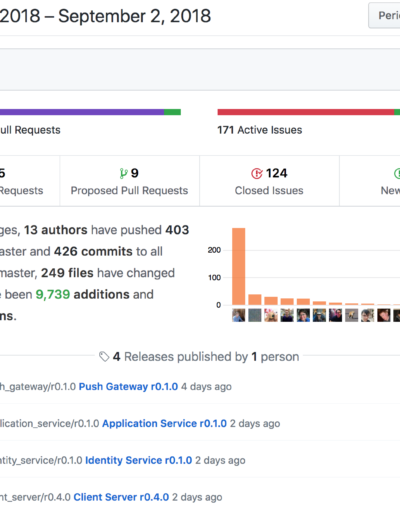 2018 – September 2, 2018
Peri
ull Requests
171 Active Issues
9
124
Requests
Proposed Pull Requests
Closed Issues
New
ges, 13 authors have pushed 403
aster and 426 commits to all
master, 249 files have changed
been 9,739 additions and
ns.
200
100
0
4 Releases published by 1 person
h_gateway/r0.1.0 Push Gateway r0.1.0 4 days ago
lication_service/r0.1.0 Application Service r0.1.0 2 days ago
tity_service/r0.1.0 Identity Service r0.1.0 2 days ago
nt_server/r0.4.0 Client Server r0.4.0 2 days ago